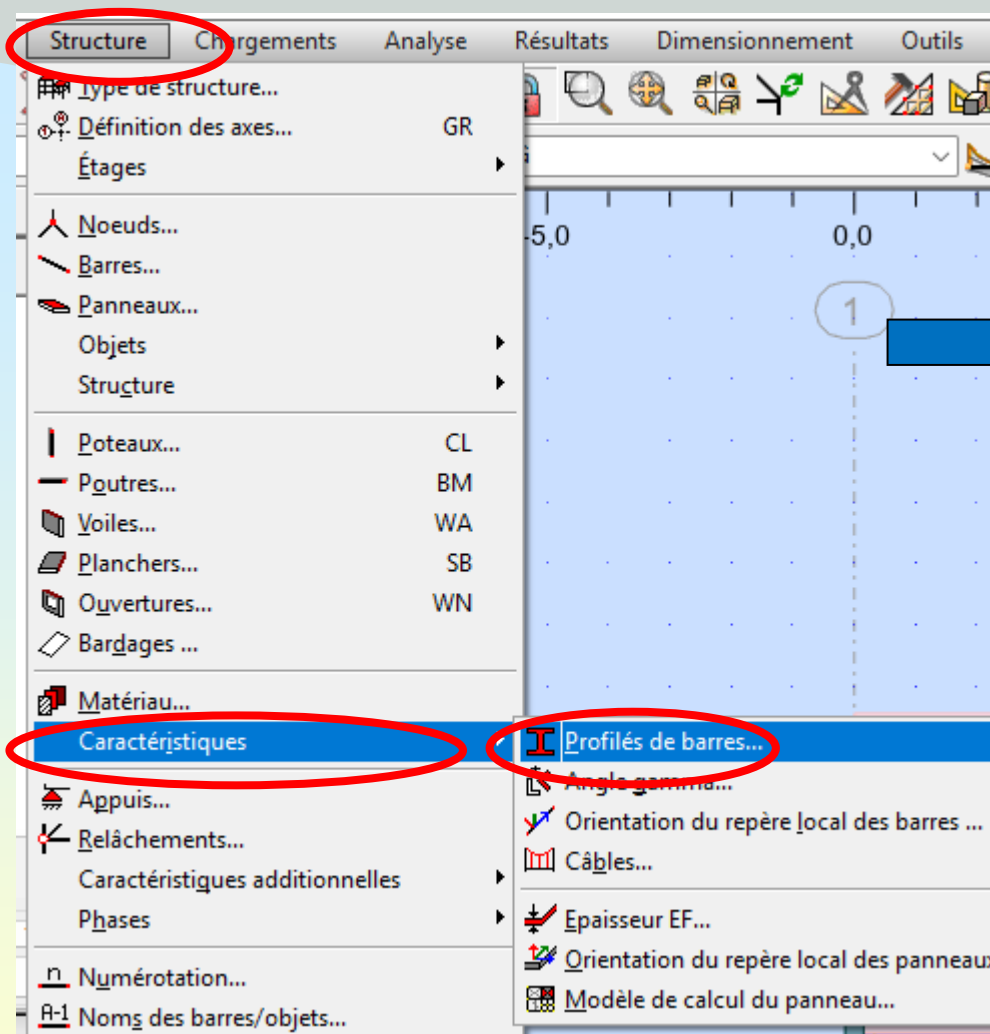 Structure Chargements Analyse Résultats Dimensionnement Outils
Type de structure...
Définition des axes... GR
Étages
Noeuds...
Barres...
Panneaux...
Objets
Structure
Poteaux... CL
Poutres... BM
Voiles... WA
Planchers... SB
Ouvertures... WN
Bardages ...
Matériau...
Caractéristiques
Appuis...
Relâchements...
Caractéristiques additionnelles
Phases
Numérotation...
Noms des barres/objets...
-5,0 0,0
1
Profilés de barres...
Angle gamma...
Orientation du repère local des barres ...
Câbles...
Epaisseur EF...
Orientation du repère local des panneaux
Modèle de calcul du panneau...